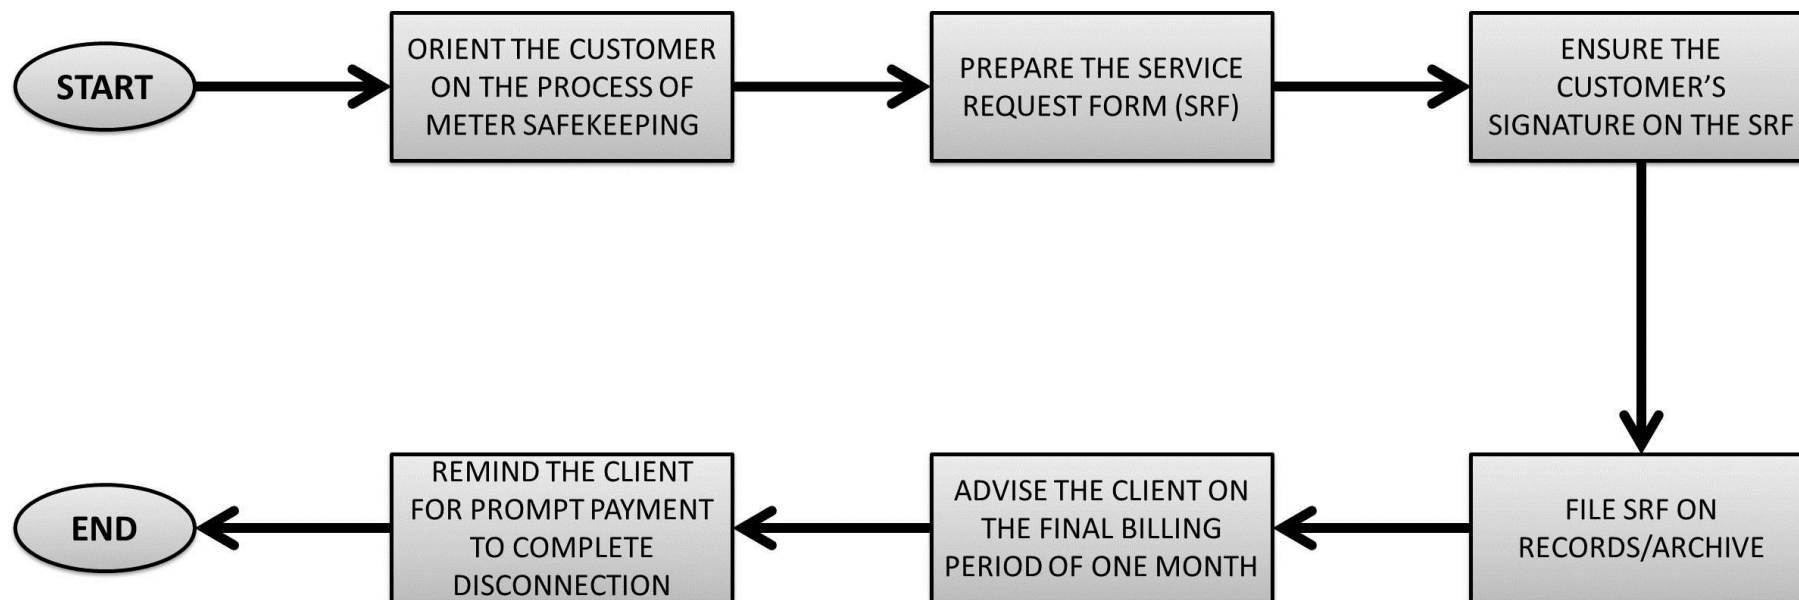 START
ORIENT THE CUSTOMER
ON THE PROCESS OF
METER SAFEKEEPING
PREPARE THE SERVICE
REQUEST FORM (SRF)
ENSURE THE
CUSTOMER’S
SIGNATURE ON THE SRF
FILE SRF ON
RECORDS/ARCHIVE
ADVISE THE CLIENT ON
THE FINAL BILLING
PERIOD OF ONE MONTH
REMIND THE CLIENT
FOR PROMPT PAYMENT
TO COMPLETE
DISCONNECTION
END